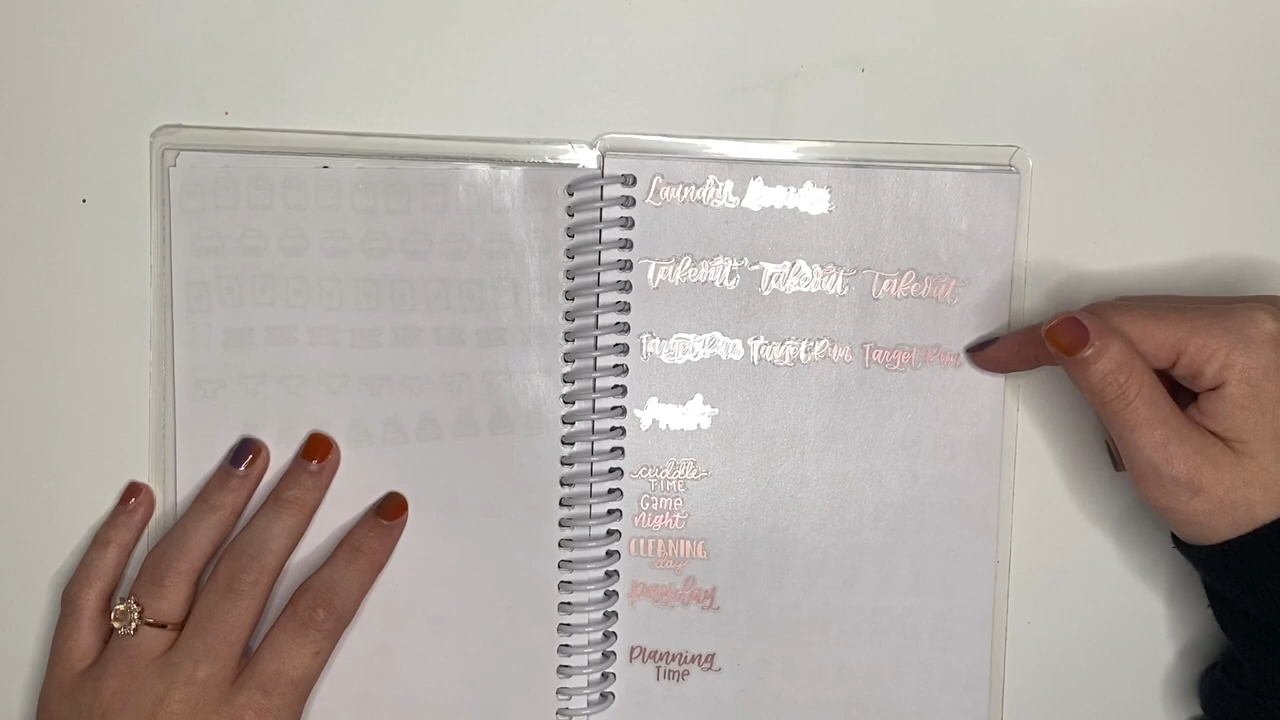 Laundry
Takeout Takeout Takeout
Target Run Target Run Target Run
cuddle
TIME
Game
night
CLEANING
day
payday
Planning
Time